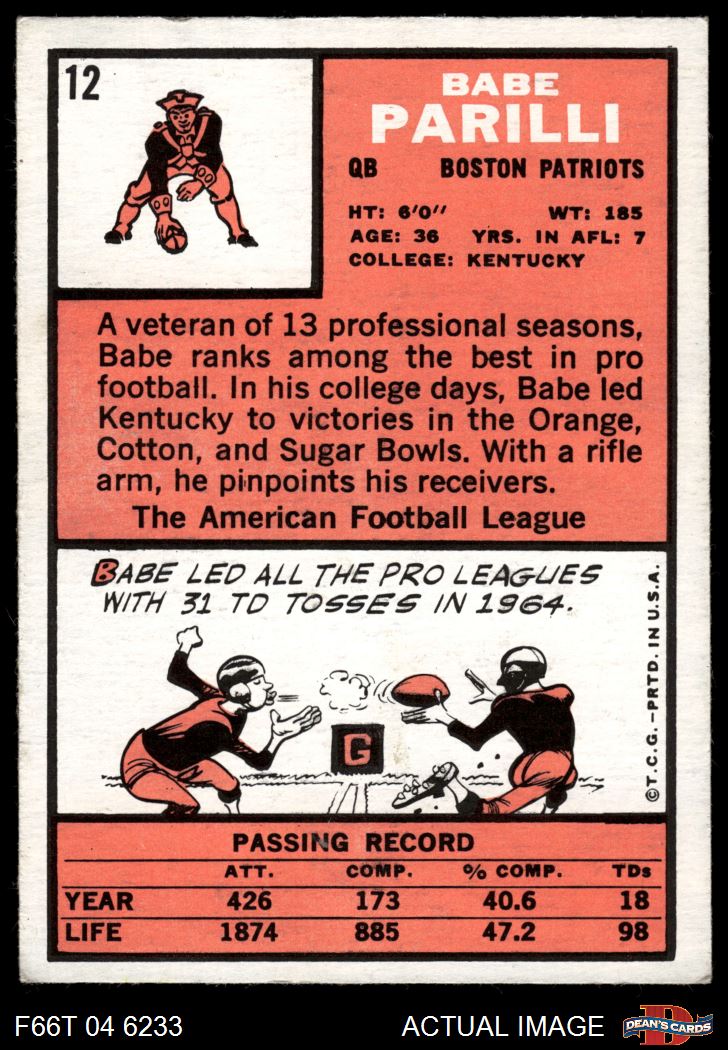 12
BABE
PARILLI
QB BOSTON PATRIOTS
HT: 6'0" WT: 185
AGE: 36 YRS. IN AFL: 7
COLLEGE: KENTUCKY
A veteran of 13 professional seasons,
Babe ranks among the best in pro
football. In his college days, Babe led
Kentucky to victories in the Orange,
Cotton, and Sugar Bowls. With a rifle
arm, he pinpoints his receivers.
The American Football League
BABE LED ALL THE PRO LEAGUES
WITH 31 TD TOSSES IN 1964.
G
© T.C.G. – PRTD. IN U.S.A.
PASSING RECORD
ATT. COMP. % COMP. TDs
YEAR 426 173 40.6 18
LIFE 1874 885 47.2 98
F66T 04 6233 ACTUAL IMAGE
D
DEAN'S CARDS